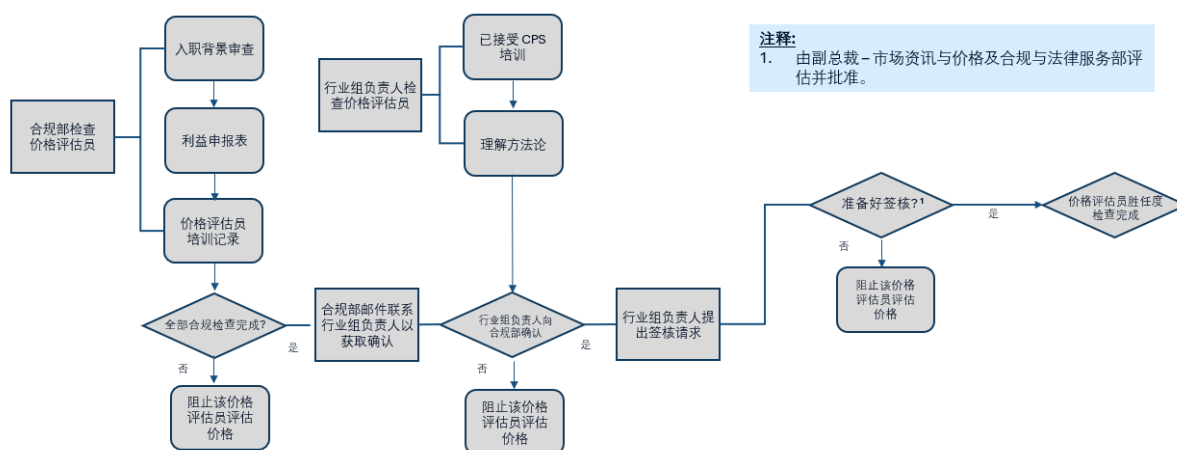 入职背景审查
利益申报表
价格评估员
培训记录
合规部检查
价格评估员
全部合规检查完成?
是
否
阻止该价格
评估员评估
价格
合规部邮件联系
行业组负责人以
获取确认
行业组负责人检
查价格评估员
已接受 CPS
培训
理解方法论
行业组负责人向
合规部确认
是
否
阻止该价格
评估员评估
价格
行业组负责人提
出签核请求
准备好签核?¹
是
否
阻止该价格
评估员评估
价格
价格评估员胜任度
检查完成
注释:
1. 由副总裁 – 市场资讯与价格及合规与法律服务部评
估并批准。